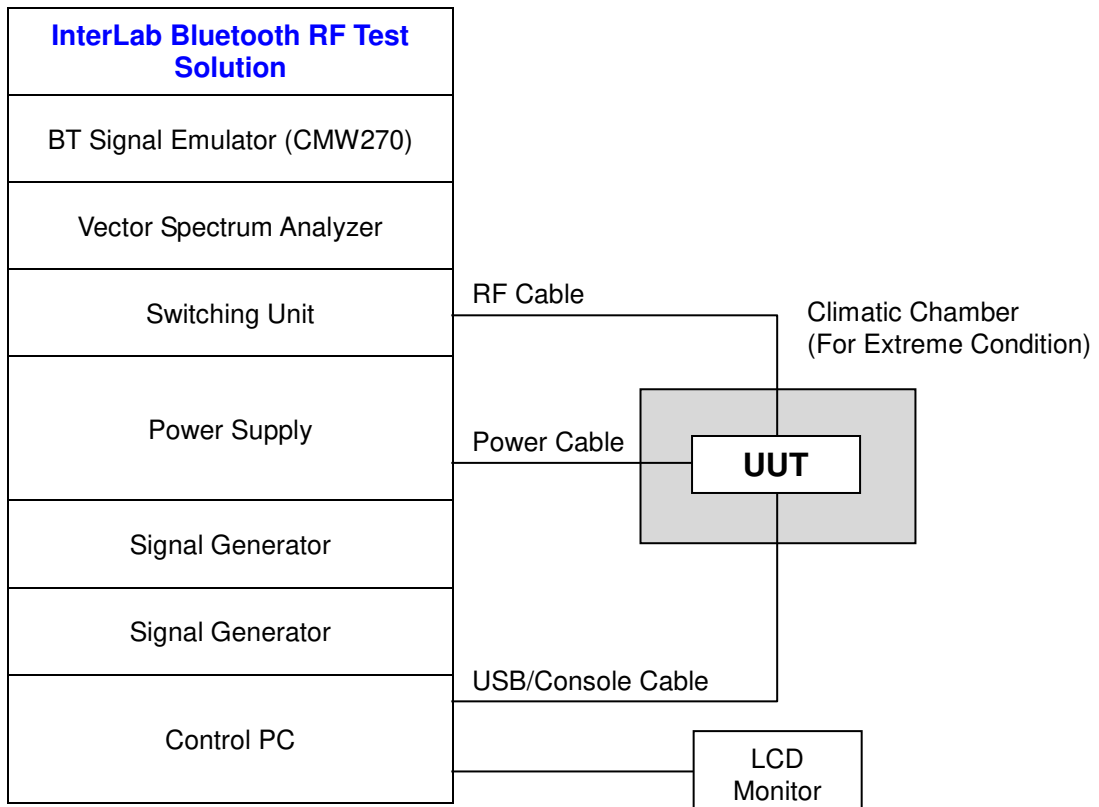 InterLab Bluetooth RF Test
Solution
BT Signal Emulator (CMW270)
Vector Spectrum Analyzer
Switching Unit
Power Supply
Signal Generator
Signal Generator
Control PC
RF Cable
Climatic Chamber
(For Extreme Condition)
Power Cable
UUT
USB/Console Cable
LCD
Monitor